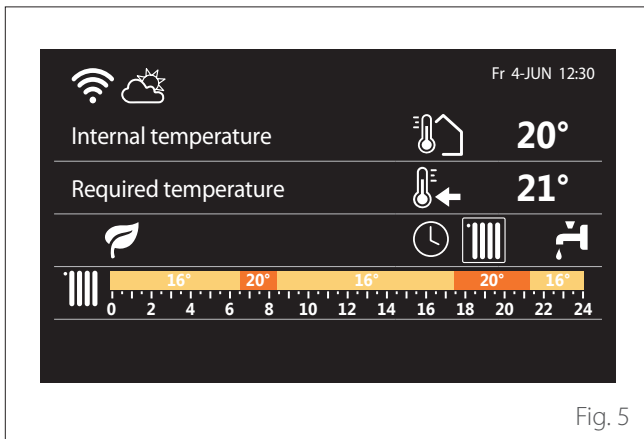 Fr 4-JUN 12:30
Internal temperature 20°
Required temperature 21°
16° 20° 16° 20° 16°
0 2 4 6 8 10 12 14 16 18 20 22 24
Fig. 5